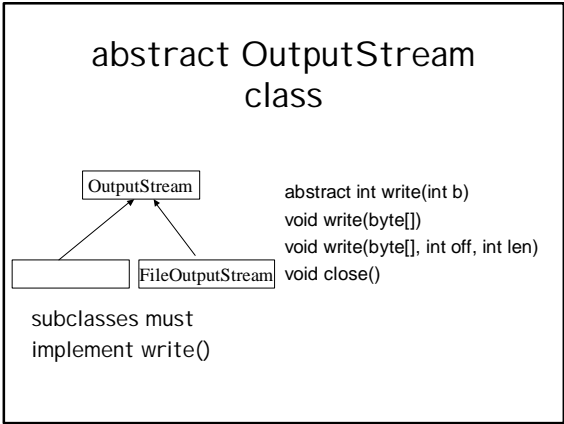 abstract OutputStream
class
OutputStream
FileOutputStream
abstract int write(int b)
void write(byte[])
void write(byte[], int off, int len)
void close()
subclasses must
implement write()